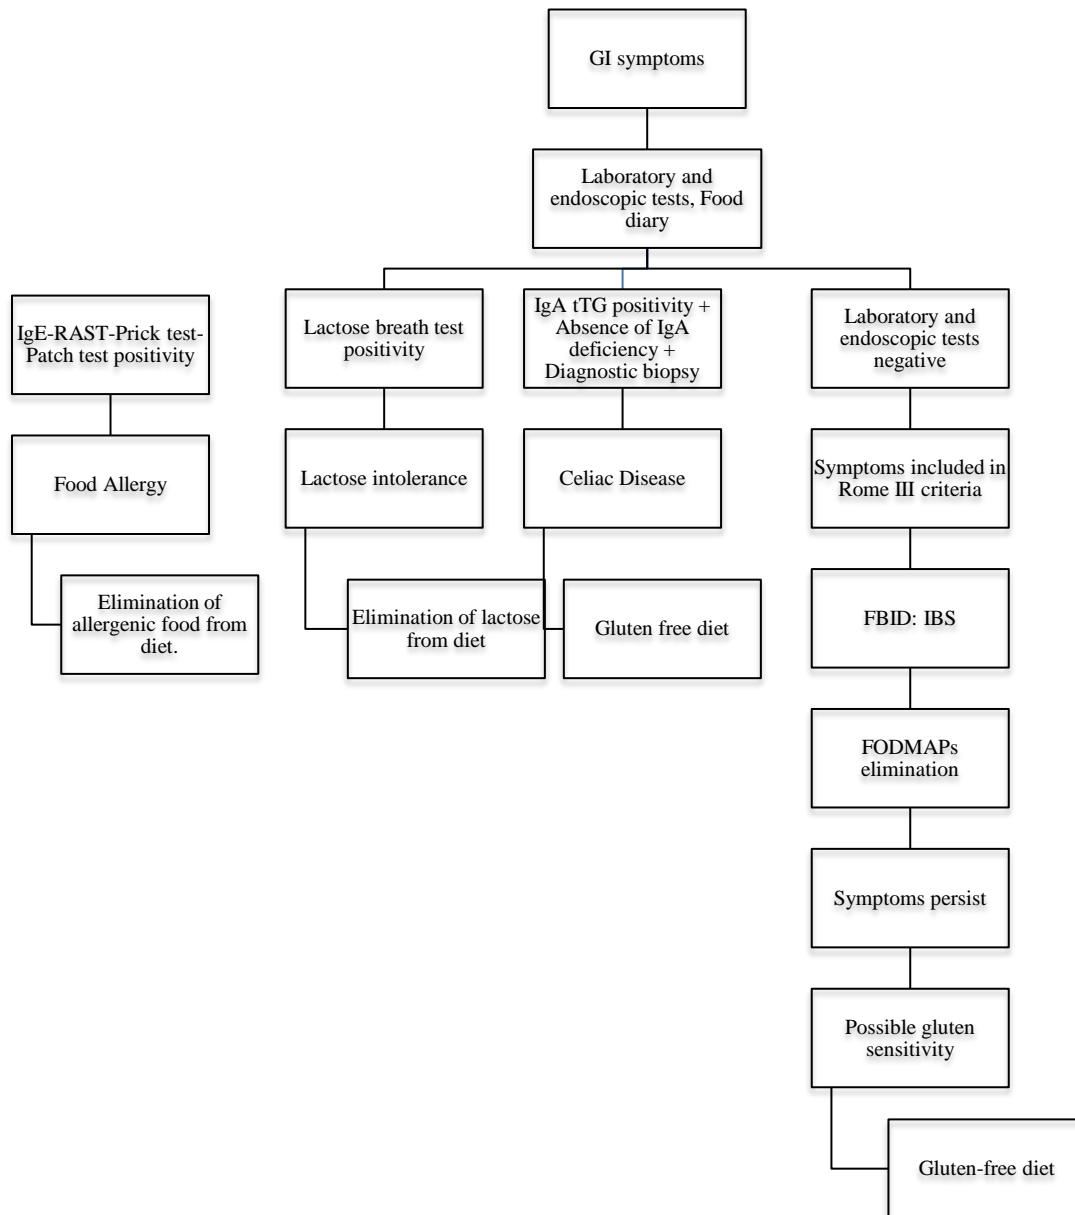 GI symptoms
Laboratory and
endoscopic tests, Food
diary
IgE-RAST-Prick test-
Patch test positivity
Food Allergy
Elimination of
allergenic food from
diet.
Lactose breath test
positivity
Lactose intolerance
Elimination of lactose
from diet
IgA tTG positivity +
Absence of IgA
deficiency +
Diagnostic biopsy
Celiac Disease
Gluten free diet
Laboratory and
endoscopic tests
negative
Symptoms included in
Rome III criteria
FBID: IBS
FODMAPs
elimination
Symptoms persist
Possible gluten
sensitivity
Gluten-free diet